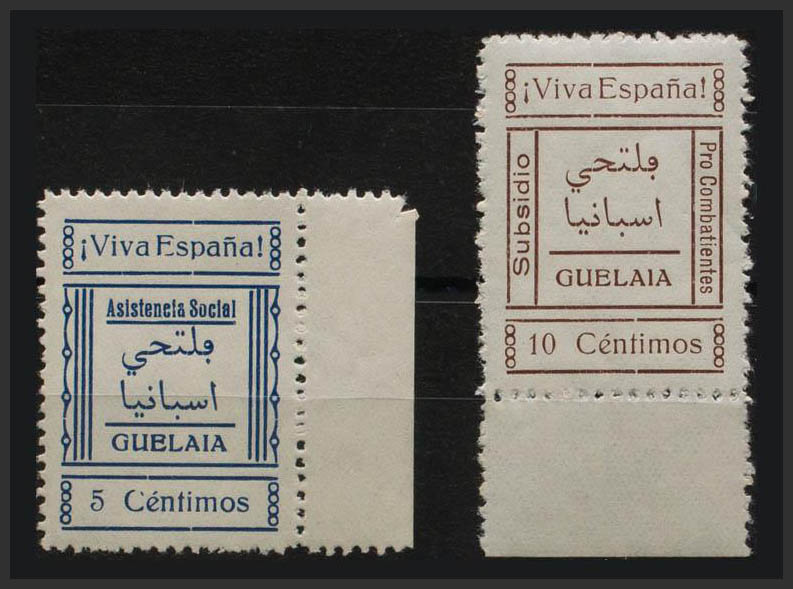 ¡Viva España!
Asistencia Social
فلتحي
اسبانيا
GUELAIA
5 Céntimos
¡Viva España!
Subsidio
فلتحي
اسبانيا
GUELAIA
Pro Combatientes
10 Céntimos